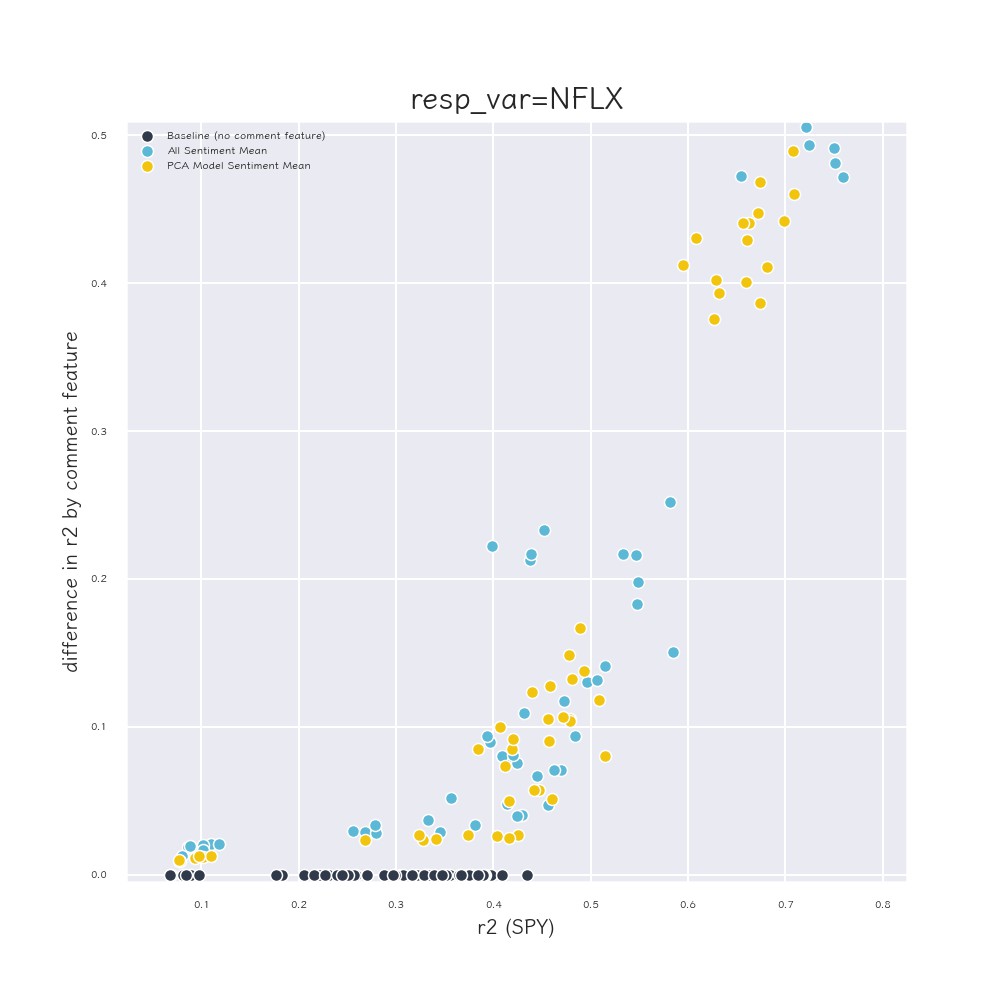 resp_var=NFLX
Baseline (no comment feature)
All Sentiment Mean
PCA Model Sentiment Mean
0.5
0.4
0.3
0.2
0.1
0.0
difference in r2 by comment feature
0.1 0.2 0.3 0.4 0.5 0.6 0.7 0.8
r2 (SPY)